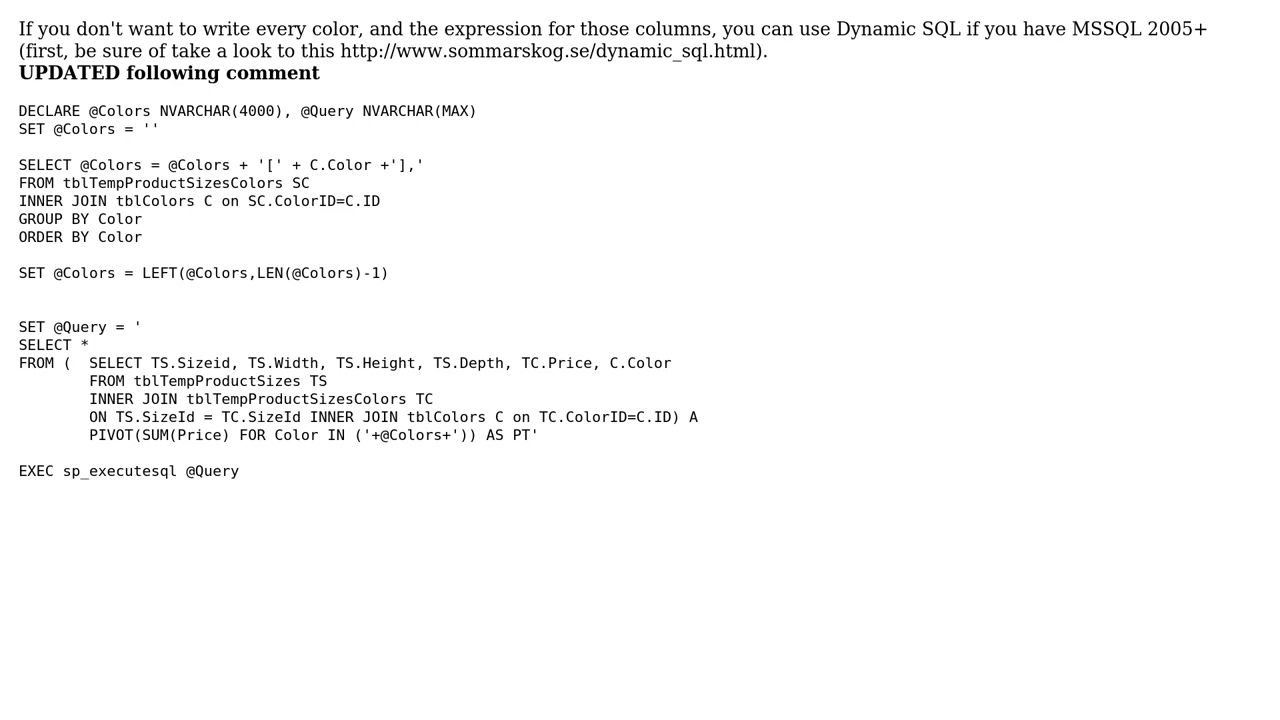 If you don't want to write every color, and the expression for those columns, you can use Dynamic SQL if you have MSSQL 2005+
(first, be sure of take a look to this http://www.sommarskog.se/dynamic_sql.html).
UPDATED following comment
DECLARE @Colors NVARCHAR(4000), @Query NVARCHAR(MAX)
SET @Colors = ''
SELECT @Colors = @Colors + '[' + C.Color +'],'
FROM tblTempProductSizesColors SC
INNER JOIN tblColors C on SC.ColorID=C.ID
GROUP BY Color
ORDER BY Color
SET @Colors = LEFT(@Colors,LEN(@Colors)-1)
SET @Query = '
SELECT *
FROM (  SELECT TS.Sizeid, TS.Width, TS.Height, TS.Depth, TC.Price, C.Color
        FROM tblTempProductSizes TS
        INNER JOIN tblTempProductSizesColors TC
        ON TS.SizeId = TC.SizeId INNER JOIN tblColors C on TC.ColorID=C.ID) A
        PIVOT(SUM(Price) FOR Color IN ('+@Colors+')) AS PT'
EXEC sp_executesql @Query